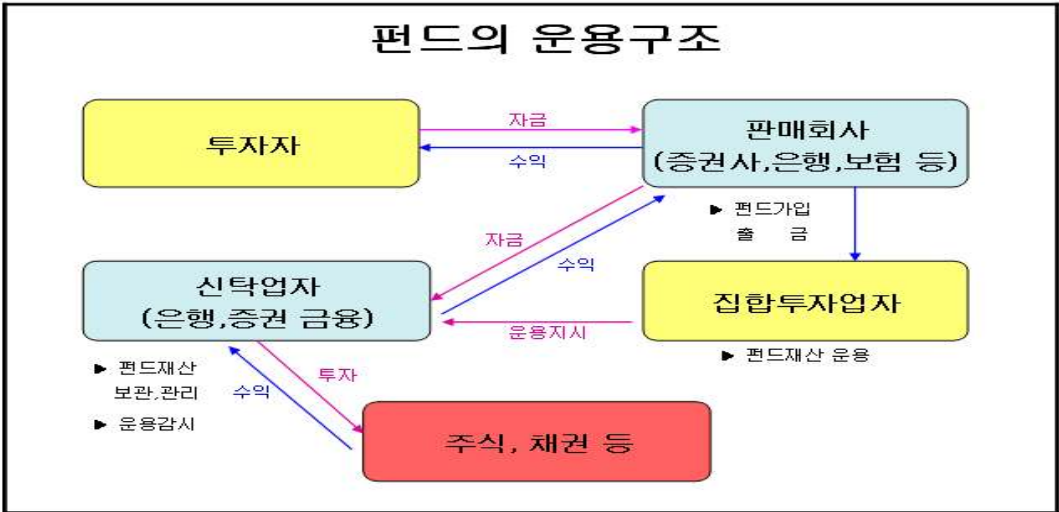 펀드의 운용구조
투자자
자금
수익
판매회사
(증권사,은행,보험 등)
▶ 펀드가입
출 금
자금
수익
신탁업자
(은행,증권 금융)
운용지시
집합투자업자
▶ 펀드재산 운용
▶ 펀드재산
보관,관리
▶ 운용감시
수익
투자
주식, 채권 등